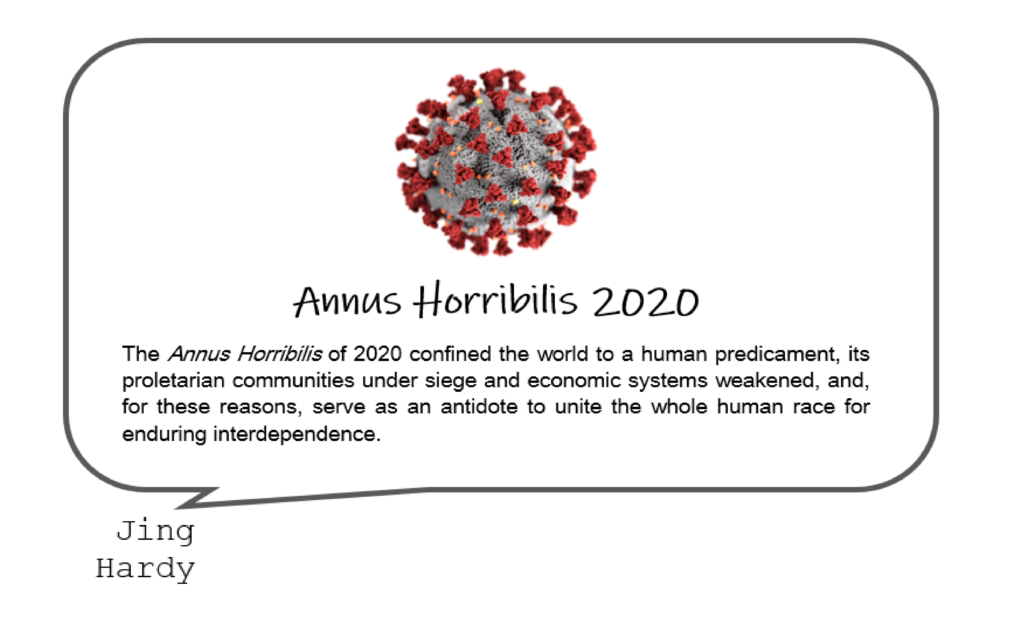 Annus Horribilis 2020
The Annus Horribilis of 2020 confined the world to a human predicament, its
proletarian communities under siege and economic systems weakened, and,
for these reasons, serve as an antidote to unite the whole human race for
enduring interdependence.
Jing
Hardy